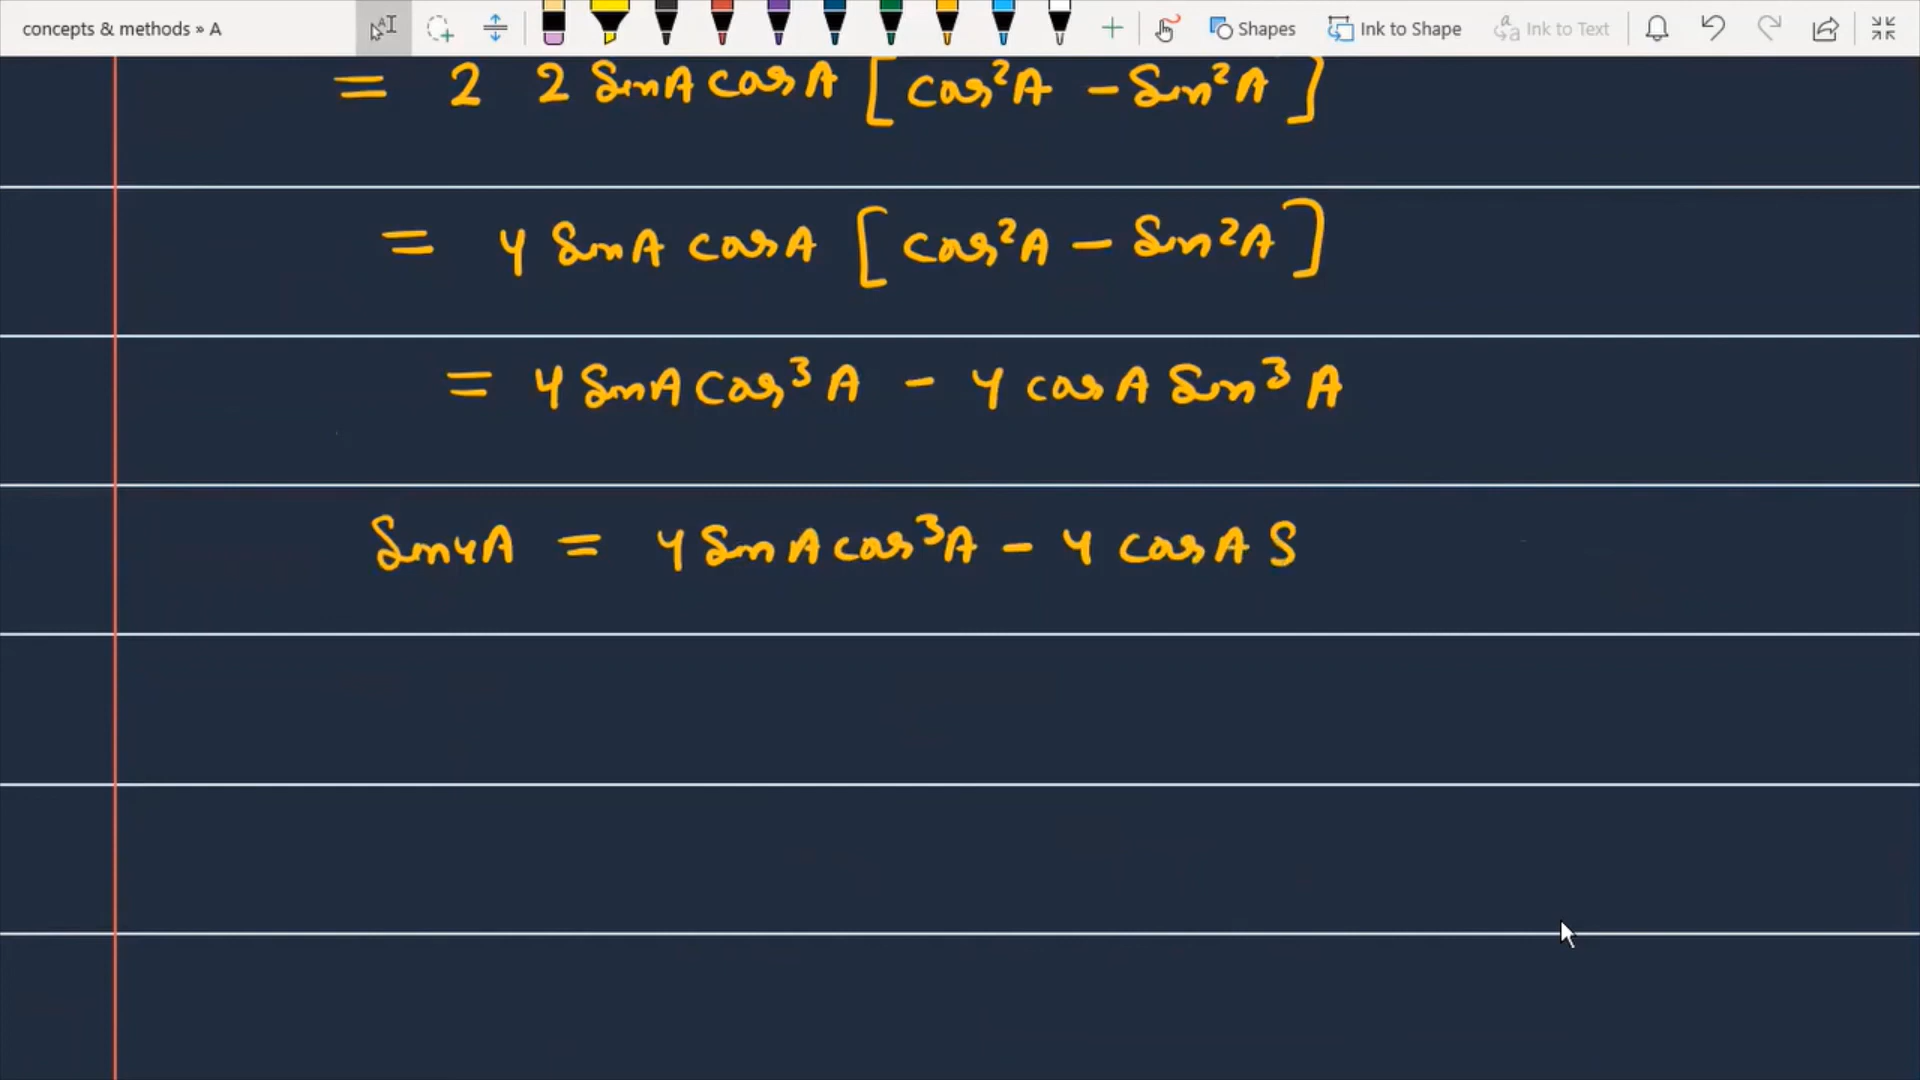 concepts & methods » A
Shapes
Ink to Shape
Ink to Text
= 2 2 sinA cosA [cos²A - sin²A]
= 4 sinA cosA [cos²A - sin²A]
= 4 sinA cos³A - 4 cosA sin³A
Sin4A = 4 sinA cos³A - 4 cosA S